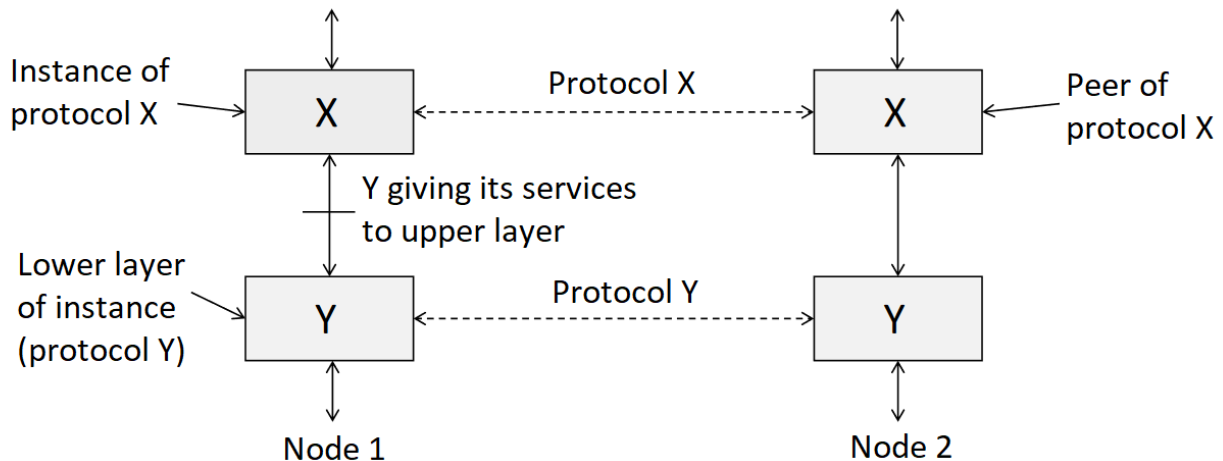 Instance of
protocol X
X
Protocol X
X
Peer of
protocol X
Y giving its services
to upper layer
Lower layer
of instance
(protocol Y)
Y
Protocol Y
Y
Node 1
Node 2